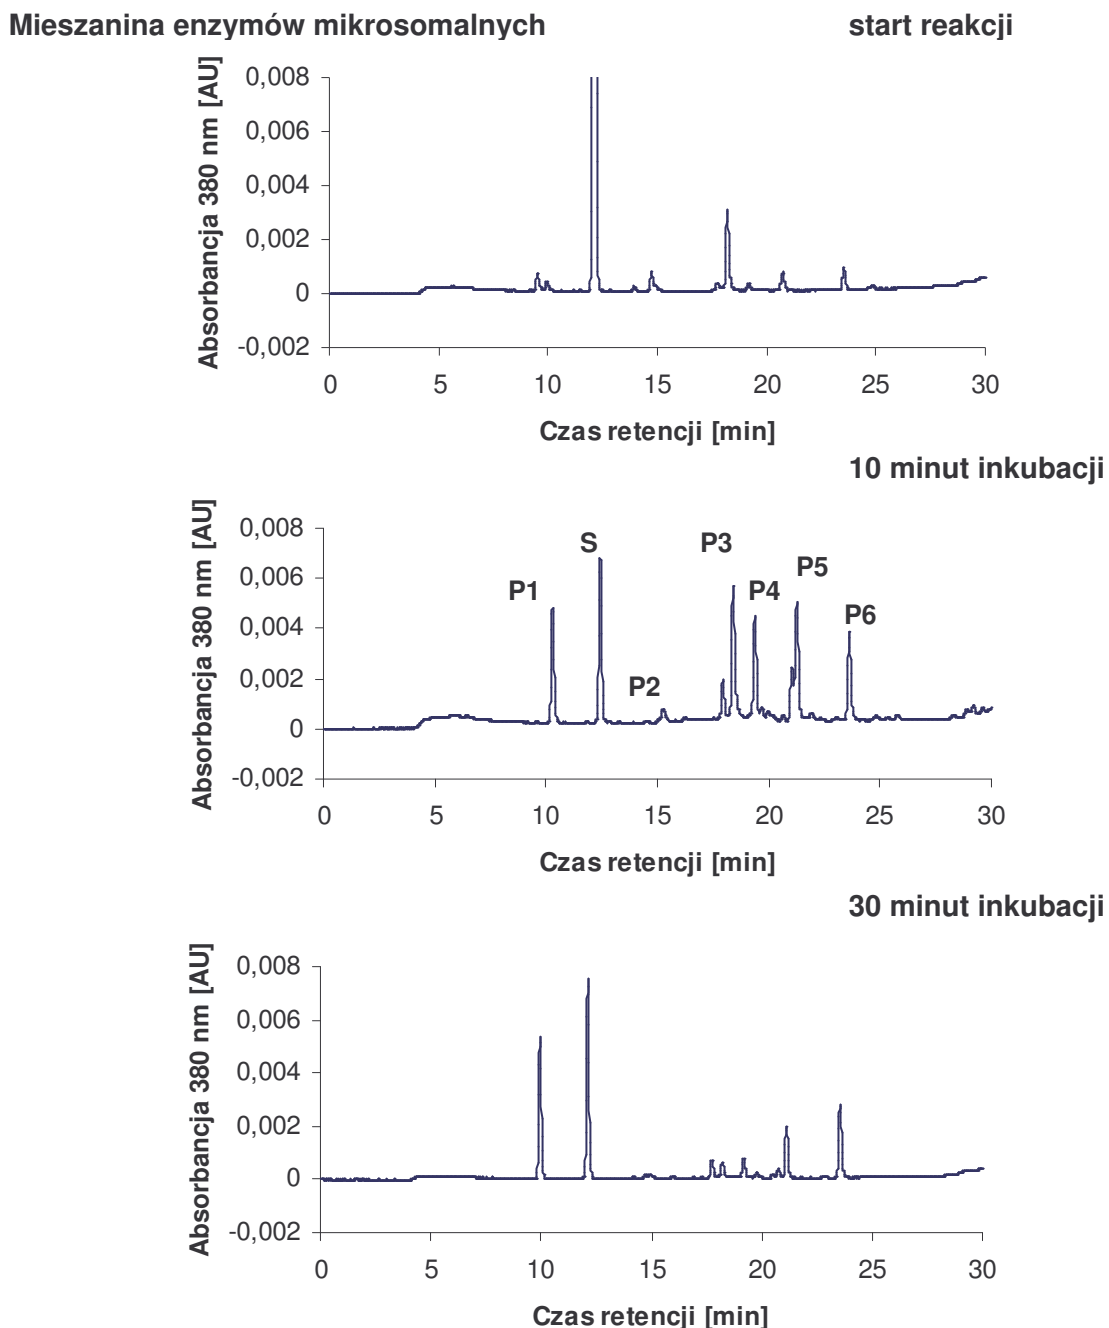 Mieszanina enzymów mikrosomalnych start reakcji
Absorbancja 380 nm [AU]
0,008
0,006
0,004
0,002
0
-0,002
0 5 10 15 20 25 30
Czas retencji [min]
10 minut inkubacji
Absorbancja 380 nm [AU]
0,008
0,006
0,004
0,002
0
-0,002
P1
S
P2
P3
P4
P5
P6
0 5 10 15 20 25 30
Czas retencji [min]
30 minut inkubacji
Absorbancja 380 nm [AU]
0,008
0,006
0,004
0,002
0
-0,002
0 5 10 15 20 25 30
Czas retencji [min]